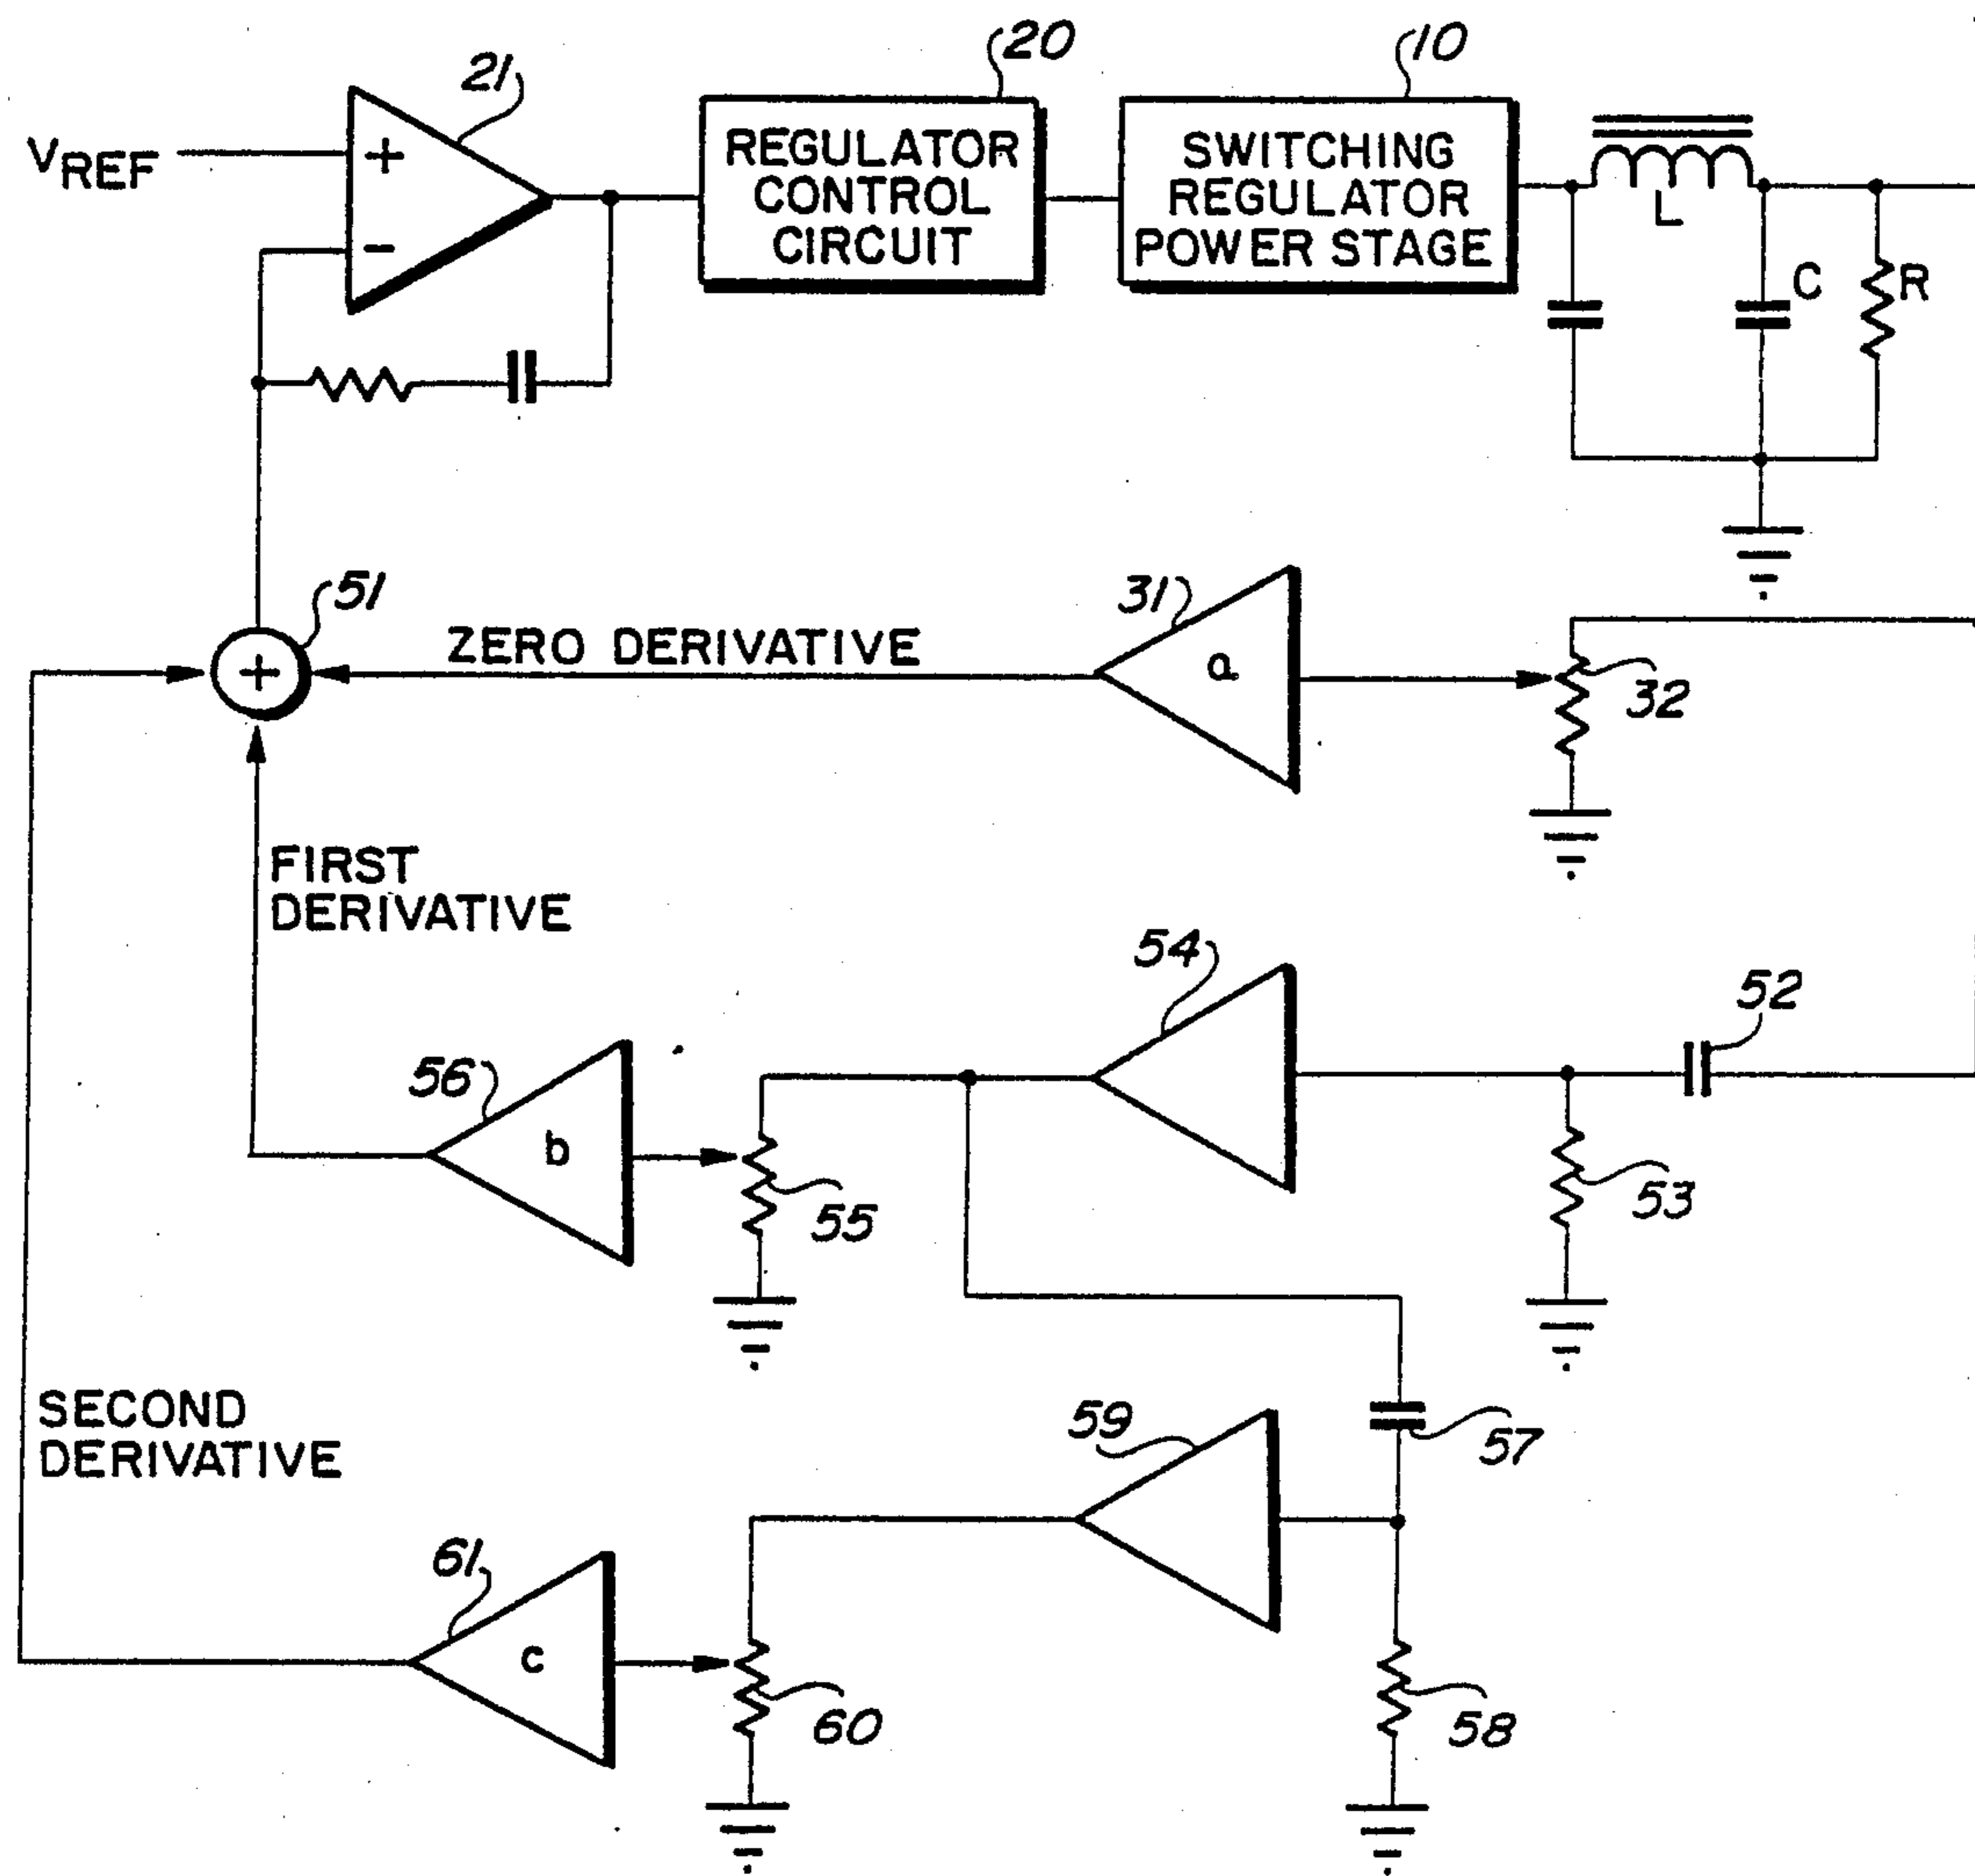 21
20
10
VREF
+
-
REGULATOR
CONTROL
CIRCUIT
SWITCHING
REGULATOR
POWER STAGE
L
C
R
51
+
ZERO DERIVATIVE
31
a
32
FIRST
DERIVATIVE
54
52
56
b
55
53
SECOND
DERIVATIVE
59
57
61
c
60
58